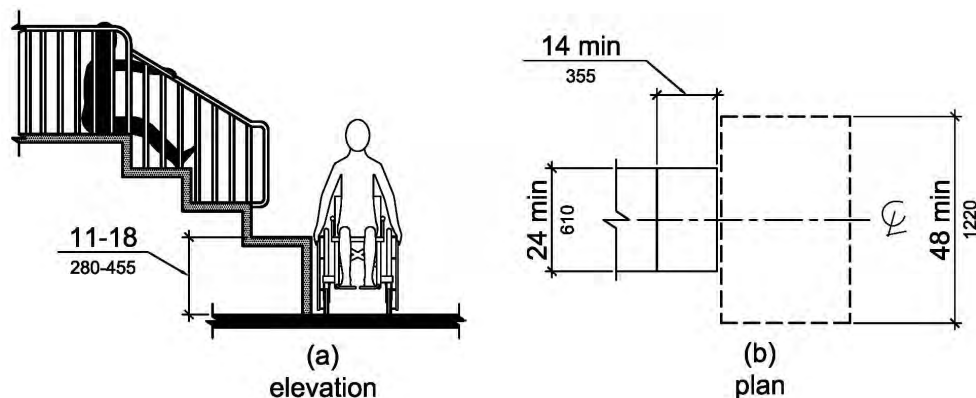 11-18
280-455
(a)
elevation
14 min
355
24 min
610
℄
48 min
1220
(b)
plan